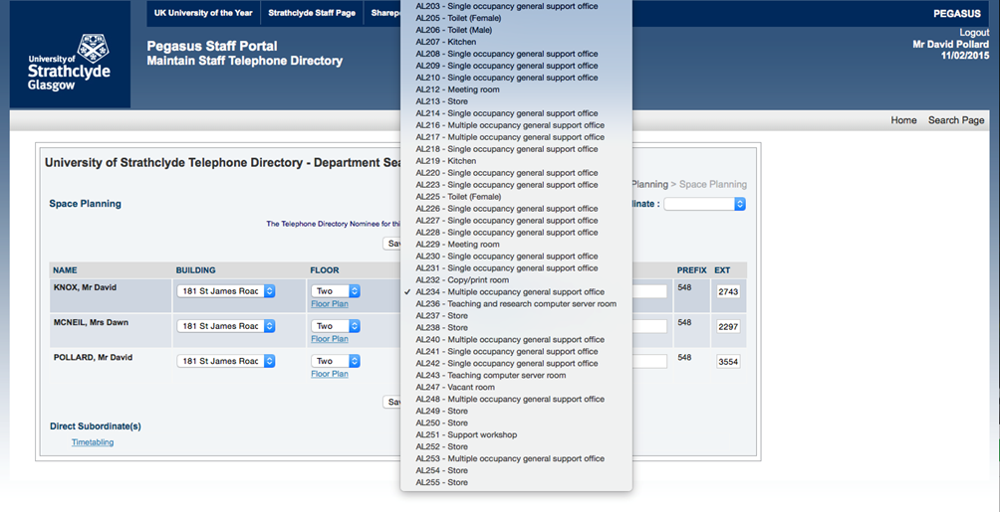 UK University of the Year
Strathclyde Staff Page
PEGASUS
University of
Strathclyde
Glasgow
Pegasus Staff Portal
Maintain Staff Telephone Directory
Logout
Mr David Pollard
11/02/2015
Home
Search Page
University of Strathclyde Telephone Directory - Department
Planning > Space Planning
Space Planning
The Telephone Directory Nominee for
NAME
BUILDING
FLOOR
PREFIX
EXT
KNOX, Mr David
181 St James Road
Two
Floor Plan
548
2743
MCNEIL, Mrs Dawn
181 St James Road
Two
Floor Plan
548
2297
POLLARD, Mr David
181 St James Road
Two
Floor Plan
548
3554
Direct Subordinate(s)
Timetabling
AL203 - Single occupancy general support office
AL205 - Toilet (Female)
AL206 - Toilet (Male)
AL207 - Kitchen
AL208 - Single occupancy general support office
AL209 - Single occupancy general support office
AL210 - Single occupancy general support office
AL212 - Meeting room
AL213 - Store
AL214 - Single occupancy general support office
AL216 - Multiple occupancy general support office
AL217 - Multiple occupancy general support office
AL218 - Single occupancy general support office
AL219 - Kitchen
AL220 - Single occupancy general support office
AL223 - Single occupancy general support office
AL225 - Toilet (Female)
AL226 - Single occupancy general support office
AL227 - Single occupancy general support office
AL228 - Single occupancy general support office
AL229 - Meeting room
AL230 - Single occupancy general support office
AL231 - Single occupancy general support office
AL232 - Copy/print room
✓ AL234 - Multiple occupancy general support office
AL236 - Teaching and research computer server room
AL237 - Store
AL238 - Store
AL240 - Multiple occupancy general support office
AL241 - Single occupancy general support office
AL242 - Single occupancy general support office
AL243 - Teaching computer server room
AL247 - Vacant room
AL248 - Multiple occupancy general support office
AL249 - Store
AL250 - Store
AL251 - Support workshop
AL252 - Store
AL253 - Multiple occupancy general support office
AL254 - Store
AL255 - Store